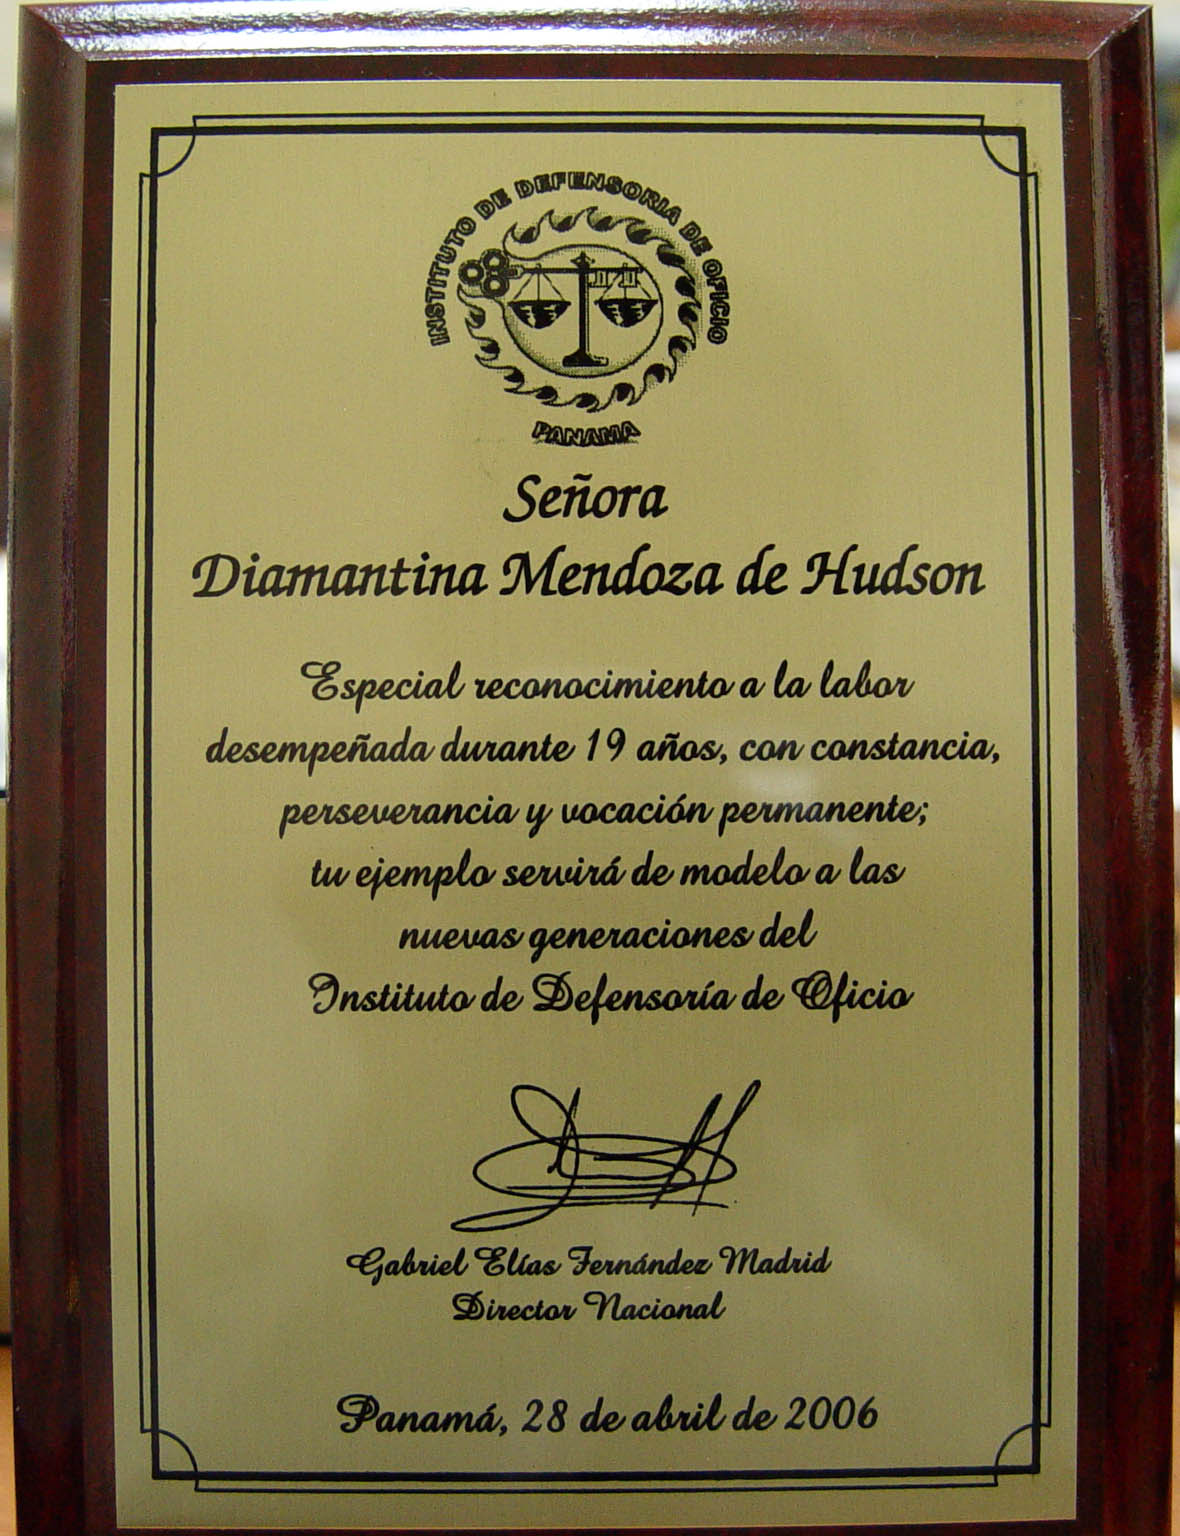 INSTITUTO DE DEFENSORIA DE OFICIO
PANAMA
Señora
Diamantina Mendoza de Hudson
Especial reconocimiento a la labor
desempeñada durante 19 años, con constancia,
perseverancia y vocación permanente;
tu ejemplo servirá de modelo a las
nuevas generaciones del
Instituto de Defensoría de Oficio
Gabriel Elías Fernández Madrid
Director Nacional
Panamá, 28 de abril de 2006